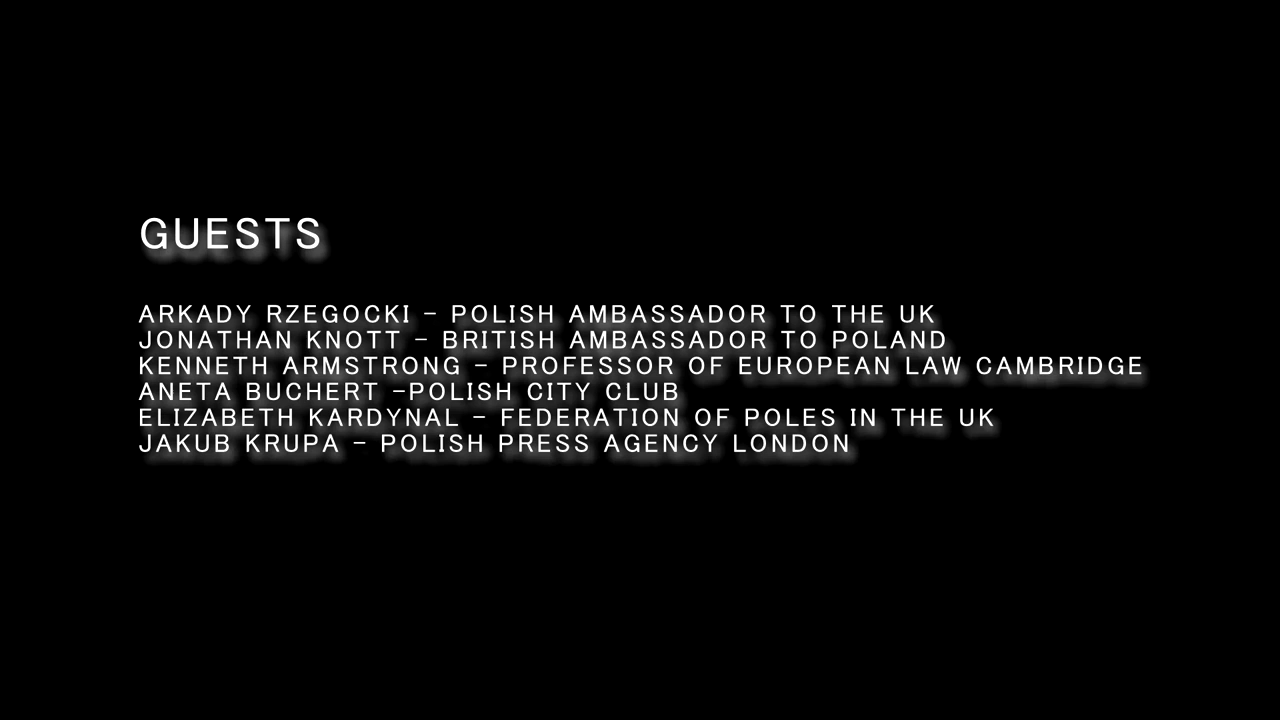 GUESTS
ARKADY RZEGOCKI – POLISH AMBASSADOR TO THE UK
JONATHAN KNOTT – BRITISH AMBASSADOR TO POLAND
KENNETH ARMSTRONG – PROFESSOR OF EUROPEAN LAW CAMBRIDGE
ANETA BUCHERT –POLISH CITY CLUB
ELIZABETH KARDYNAL – FEDERATION OF POLES IN THE UK
JAKUB KRUPA – POLISH PRESS AGENCY LONDON